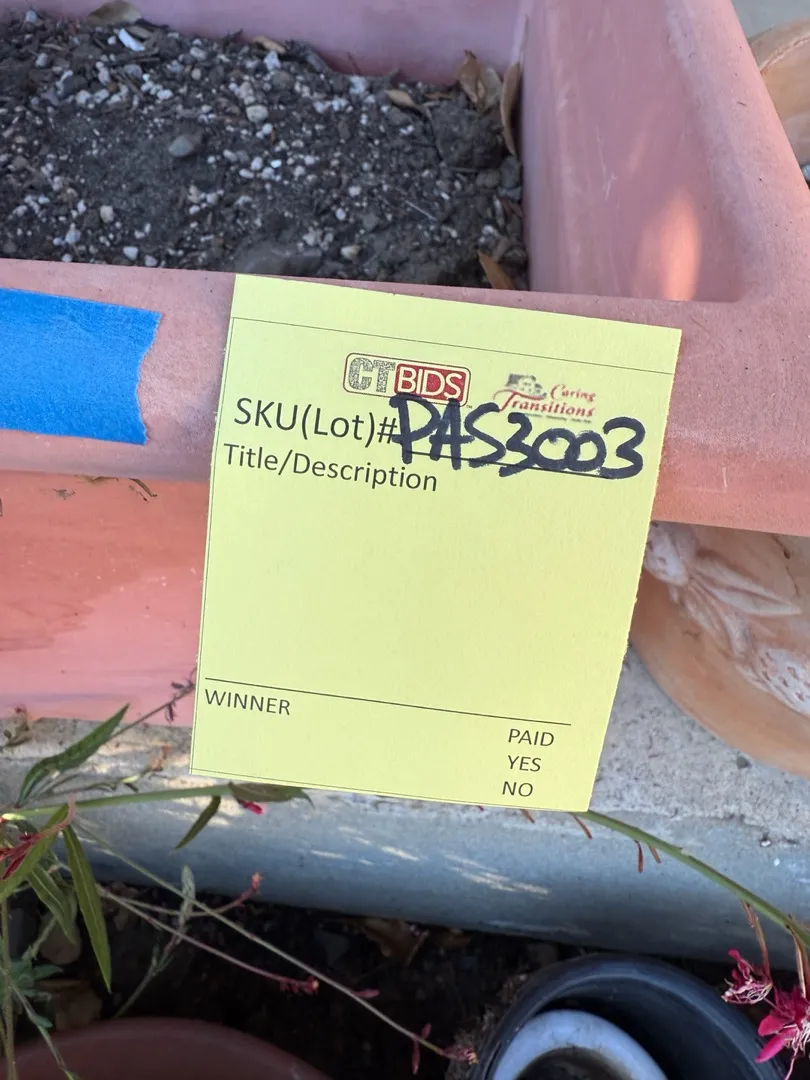 CTBIDS
Caring
Transitions
SKU(Lot)#PAS3003
Title/Description
WINNER
PAID
YES
NO